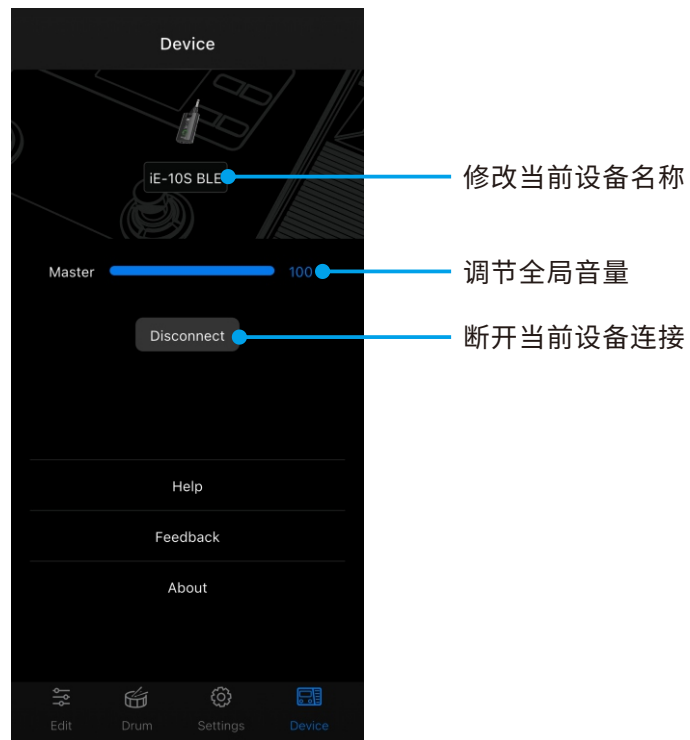 Device
iE-10S BLE
修改当前设备名称
Master
100
调节全局音量
Disconnect
断开当前设备连接
Help
Feedback
About
Edit
Drum
Settings
Device